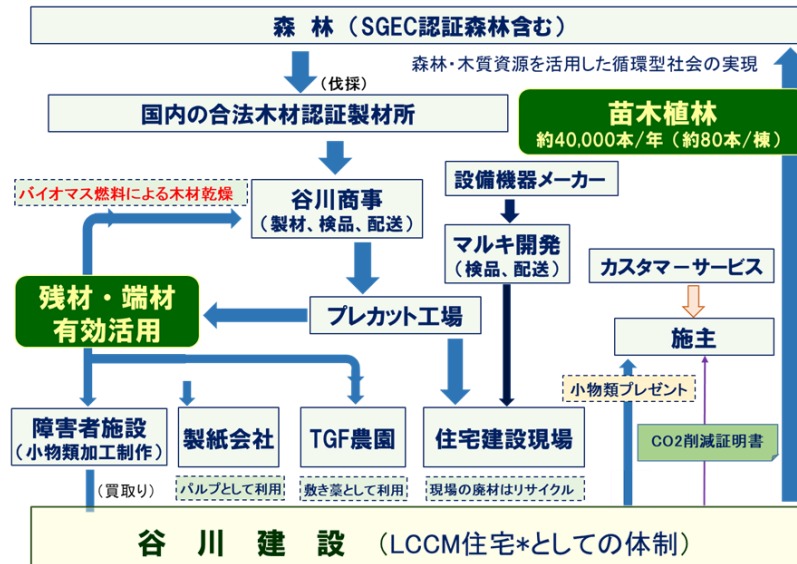 森 林（SGEC認証森林含む）
（伐採）
森林・木質資源を活用した循環型社会の実現
国内の合法木材認証製材所
苗木植林
約40,000本/年（約80本/棟）
バイオマス燃料による木材乾燥
谷川商事
（製材、検品、配送）
設備機器メーカー
マルキ開発
（検品、配送）
カスタマーサービス
残材・端材
有効活用
プレカット工場
施主
小物類プレゼント
障害者施設
（小物類加工制作）
製紙会社
TGF農園
住宅建設現場
CO2削減証明書
（買取り）
パルプとして利用
敷き藁として利用
現場の廃材はリサイクル
谷 川 建 設 （LCCM住宅*としての体制）